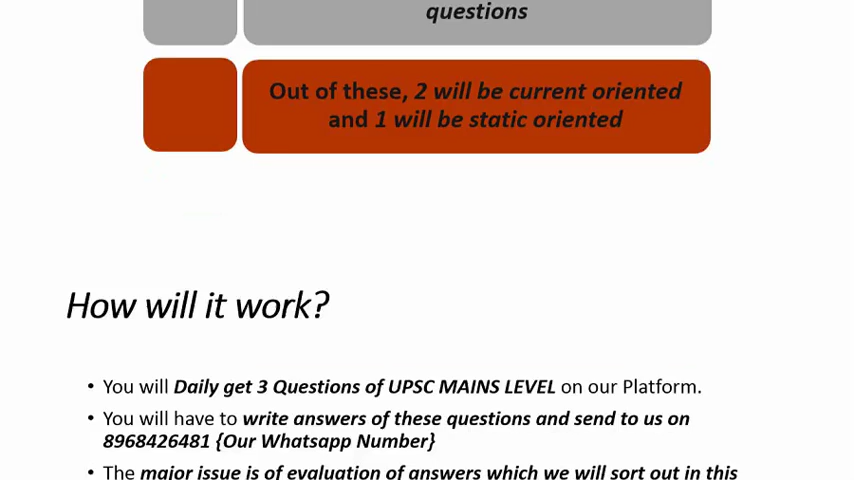 questions
Out of these, 2 will be current oriented
and 1 will be static oriented
How will it work?
• You will Daily get 3 Questions of UPSC MAINS LEVEL on our Platform.
• You will have to write answers of these questions and send to us on
8968426481 {Our Whatsapp Number}
• The major issue is of evaluation of answers which we will sort out in this